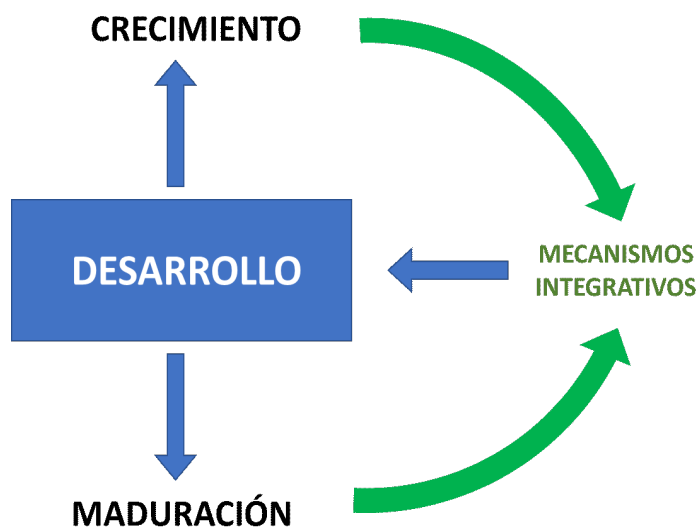 CRECIMIENTO
DESARROLLO
MECANISMOS
INTEGRATIVOS
MADURACIÓN